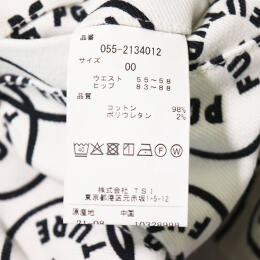 品番
055-2134012
サイズ
00
ウエスト 55~58
ヒップ 83~88
品質
コットン 98%
ポリウレタン 2%
株式会社 TSI
東京都港区元赤坂1-5-12
原産地 中国
FUTURE
FUTURE